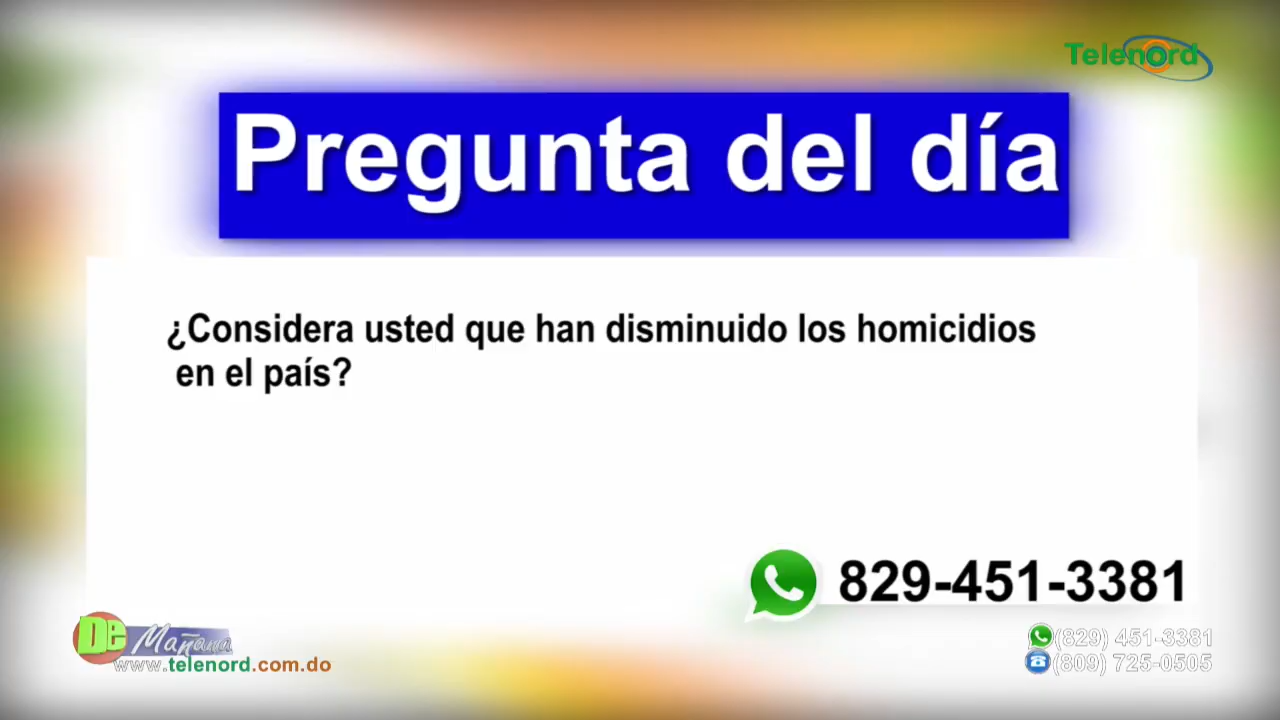 Telenord
Pregunta del día
¿Considera usted que han disminuido los homicidios
en el país?
829-451-3381
De Mañana
www.telenord.com.do
(829) 451-3381
(809) 725-0505